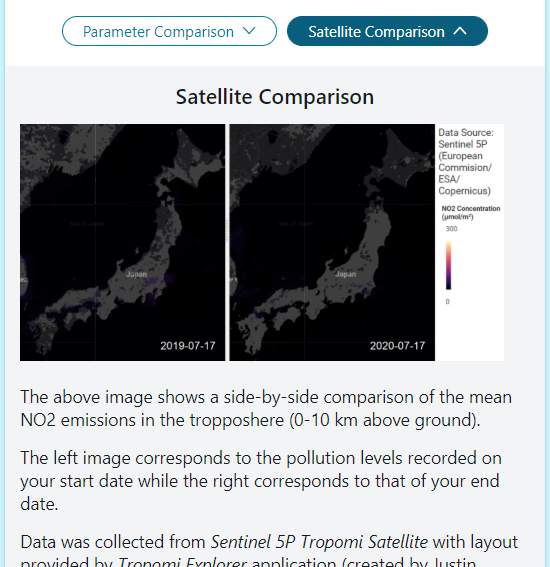 Parameter Comparison
Satellite Comparison
Satellite Comparison
Japan
2019-07-17
Japan
2020-07-17
Data Source:
Sentinel 5P
(European
Commision/
ESA/
Copernicus)
NO2 Concentration
(µmol/m²)
300
0
The above image shows a side-by-side comparison of the mean
NO2 emissions in the tropposhere (0-10 km above ground).
The left image corresponds to the pollution levels recorded on
your start date while the right corresponds to that of your end
date.
Data was collected from Sentinel 5P Tropomi Satellite with layout
provided by Tropomi Explorer application (created by Justin